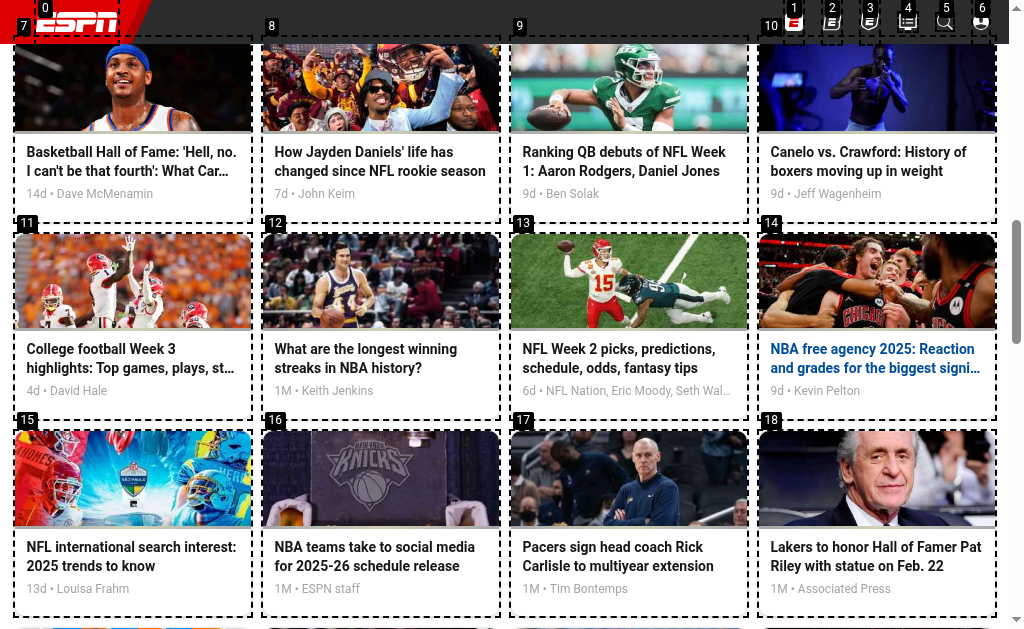 7
0
ESPN
8
9
10
1
2
3
4
5
6
Basketball Hall of Fame: 'Hell, no. I can't be that fourth': What Car...
14d • Dave McMenamin
How Jayden Daniels' life has changed since NFL rookie season
7d • John Keim
Ranking QB debuts of NFL Week 1: Aaron Rodgers, Daniel Jones
9d • Ben Solak
Canelo vs. Crawford: History of boxers moving up in weight
9d • Jeff Wagenheim
11
12
13
14
44
15
CHICAGO
College football Week 3 highlights: Top games, plays, st...
4d • David Hale
What are the longest winning streaks in NBA history?
1M • Keith Jenkins
NFL Week 2 picks, predictions, schedule, odds, fantasy tips
6d • NFL Nation, Eric Moody, Seth Wal...
NBA free agency 2025: Reaction and grades for the biggest signi...
9d • Kevin Pelton
15
16
17
18
NEW YORK
KNICKS
NFL international search interest: 2025 trends to know
13d • Louisa Frahm
NBA teams take to social media for 2025-26 schedule release
1M • ESPN staff
Pacers sign head coach Rick Carlisle to multiyear extension
1M • Tim Bontemps
Lakers to honor Hall of Famer Pat Riley with statue on Feb. 22
1M • Associated Press